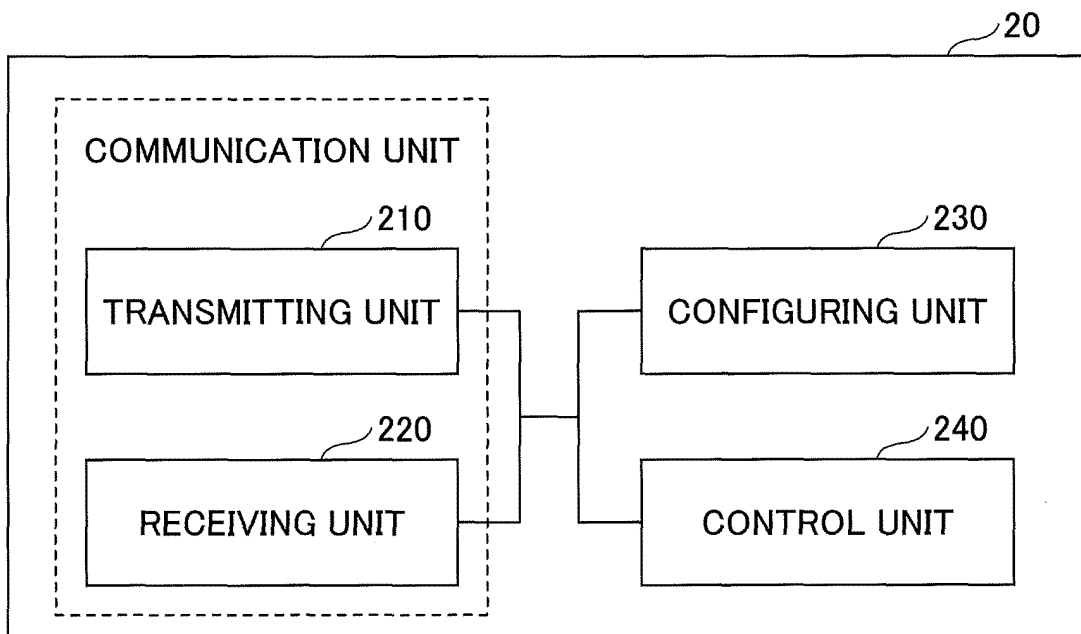 20
COMMUNICATION UNIT
210
TRANSMITTING UNIT
220
RECEIVING UNIT
230
CONFIGURING UNIT
240
CONTROL UNIT